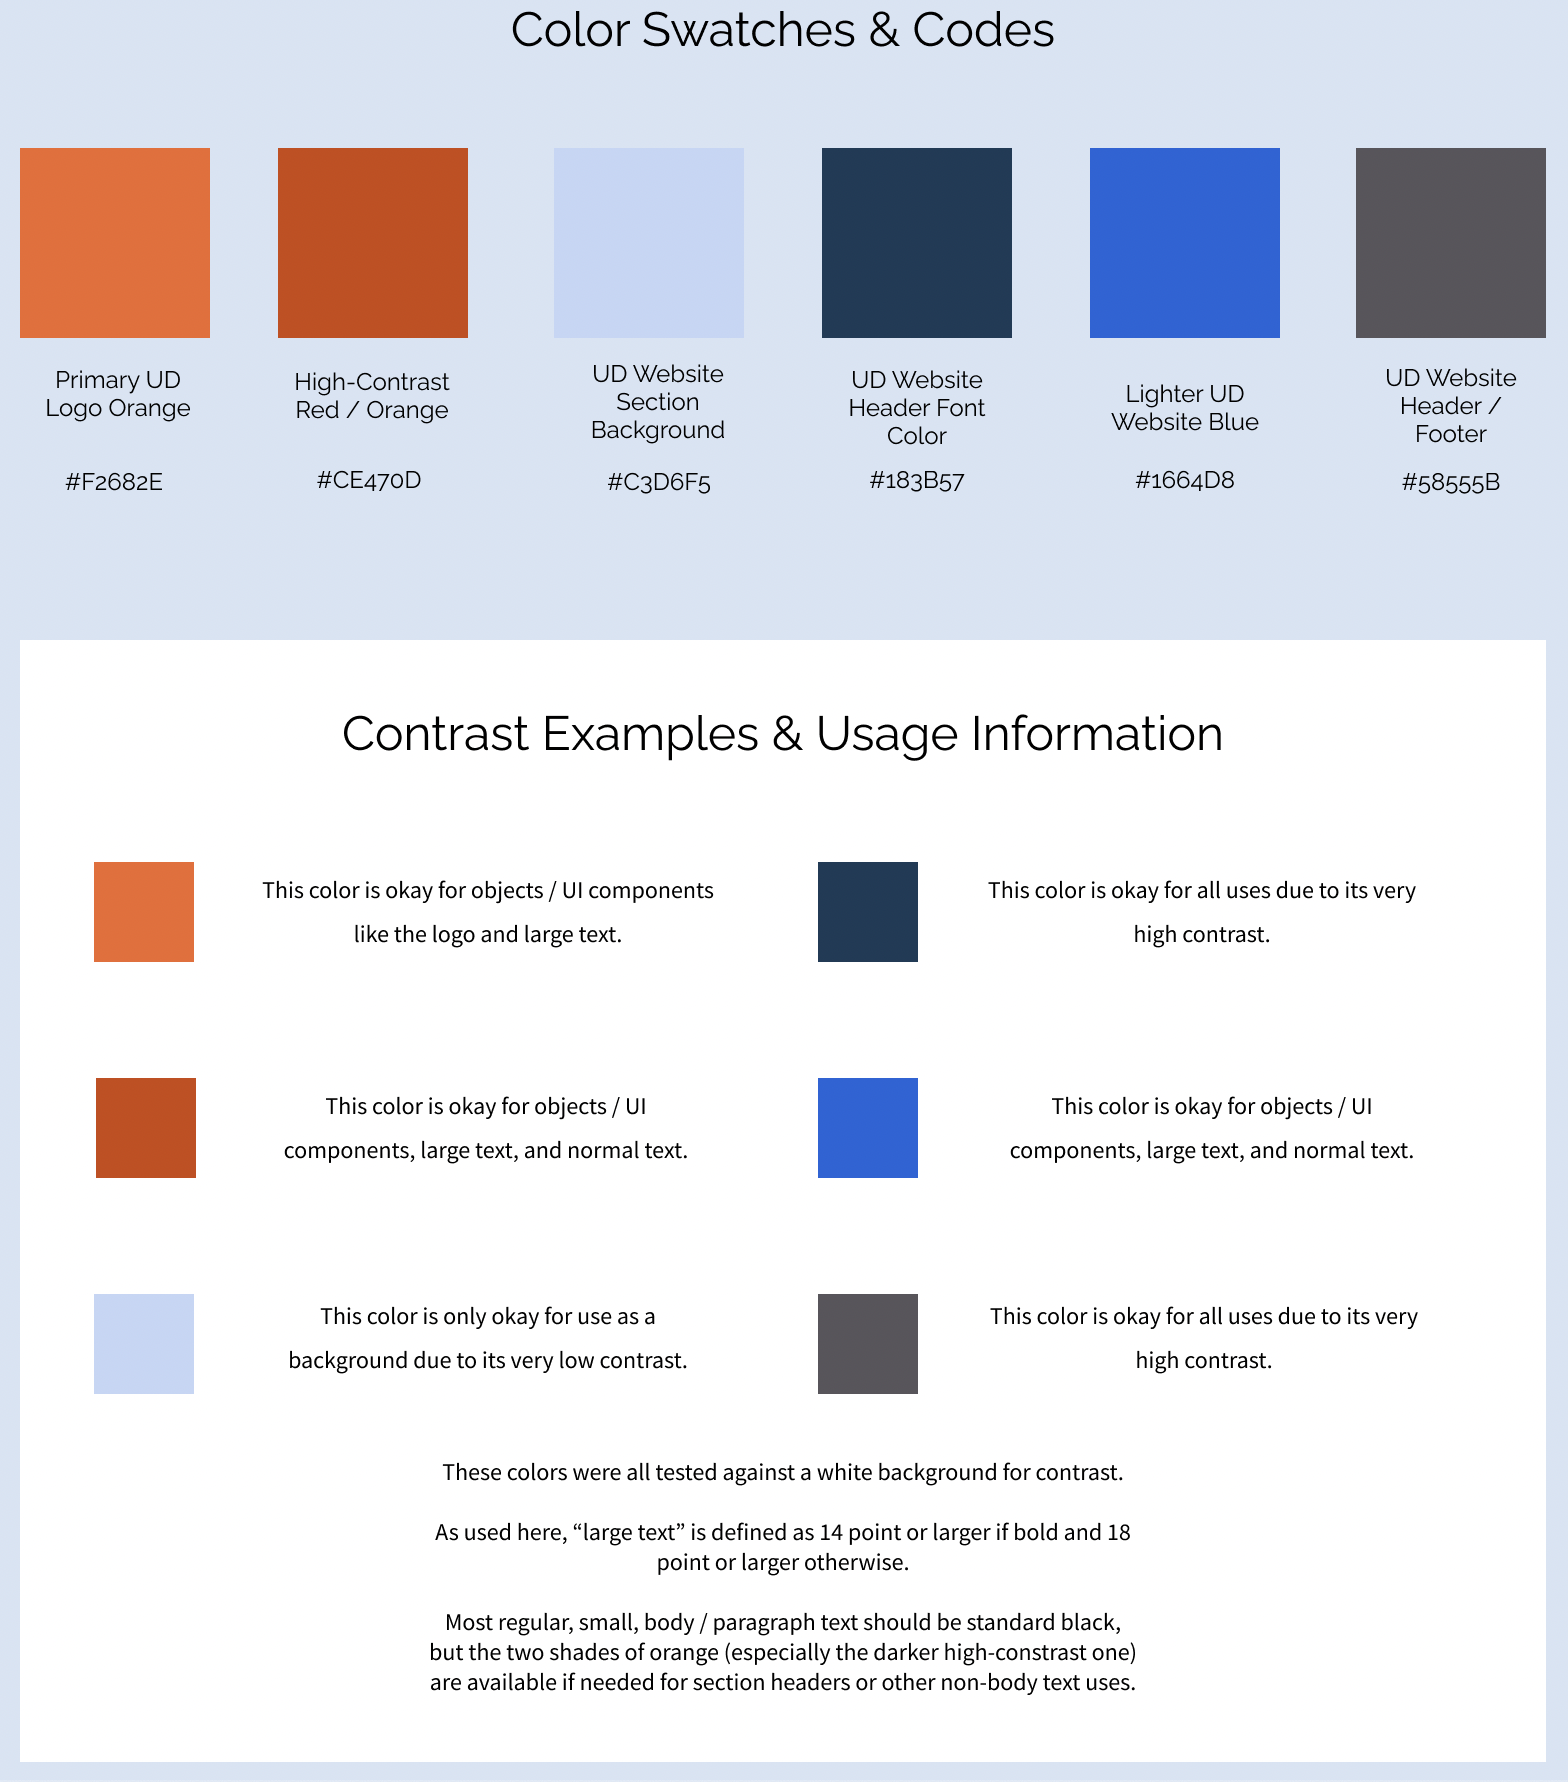 Color Swatches & Codes
Primary UD
Logo Orange
#F2682E
High-Contrast
Red / Orange
#CE470D
UD Website
Section
Background
#C3D6F5
UD Website
Header Font
Color
#183B57
Lighter UD
Website Blue
#1664D8
UD Website
Header /
Footer
#58555B
Contrast Examples & Usage Information
This color is okay for objects / UI components
like the logo and large text.
This color is okay for all uses due to its very
high contrast.
This color is okay for objects / UI
components, large text, and normal text.
This color is okay for objects / UI
components, large text, and normal text.
This color is only okay for use as a
background due to its very low contrast.
This color is okay for all uses due to its very
high contrast.
These colors were all tested against a white background for contrast.
As used here, “large text” is defined as 14 point or larger if bold and 18
point or larger otherwise.
Most regular, small, body / paragraph text should be standard black,
but the two shades of orange (especially the darker high-constrast one)
are available if needed for section headers or other non-body text uses.